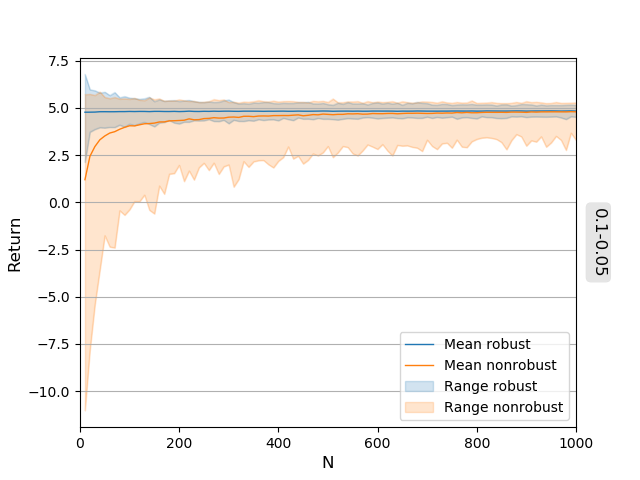 7.5
5.0
2.5
0.0
−2.5
−5.0
−7.5
−10.0
Return
0
200
400
600
800
1000
N
Mean robust
Mean nonrobust
Range robust
Range nonrobust
0.1-0.05